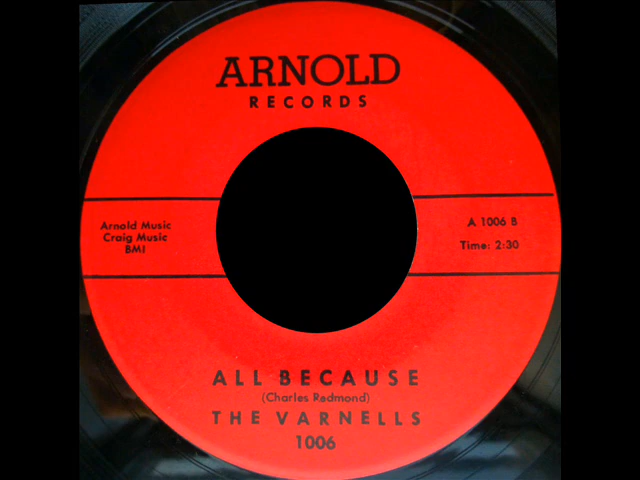 ARNOLD
RECORDS
Arnold Music
Craig Music
BMI
A 1006 B
Time: 2:30
ALL BECAUSE
(Charles Redmond)
THE VARNELLS
1006